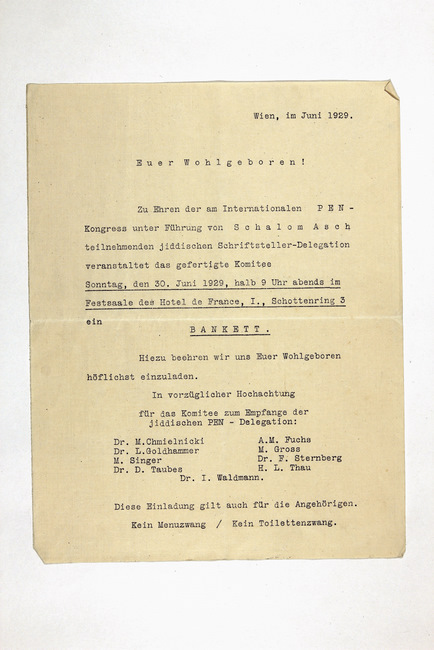 Wien, im Juni 1929.
Euer Wohlgeboren!
Zu Ehren der am Internationalen PEN-
Kongress unter Führung von Schalom Asch
teilnehmenden jiddischen Schriftsteller-Delegation
veranstaltet das gefertigte Komitee
Sonntag, den 30. Juni 1929, halb 9 Uhr abends im
Festsaale des Hotel de France, I., Schottenring 3
ein
BANKETT.
Hiezu beehren wir uns Euer Wohlgeboren
höflichst einzuladen.
In vorzüglicher Hochachtung
für das Komitee zum Empfange der
jiddischen PEN - Delegation:
Dr. M.Chmielnicki A.M. Fuchs
Dr. L.Goldhammer M. Gross
M. Singer Dr. F. Sternberg
Dr. D. Taubes H. L. Thau
Dr. I. Waldmann.
Diese Einladung gilt auch für die Angehörigen.
Kein Menuzwang / Kein Toilettenzwang.